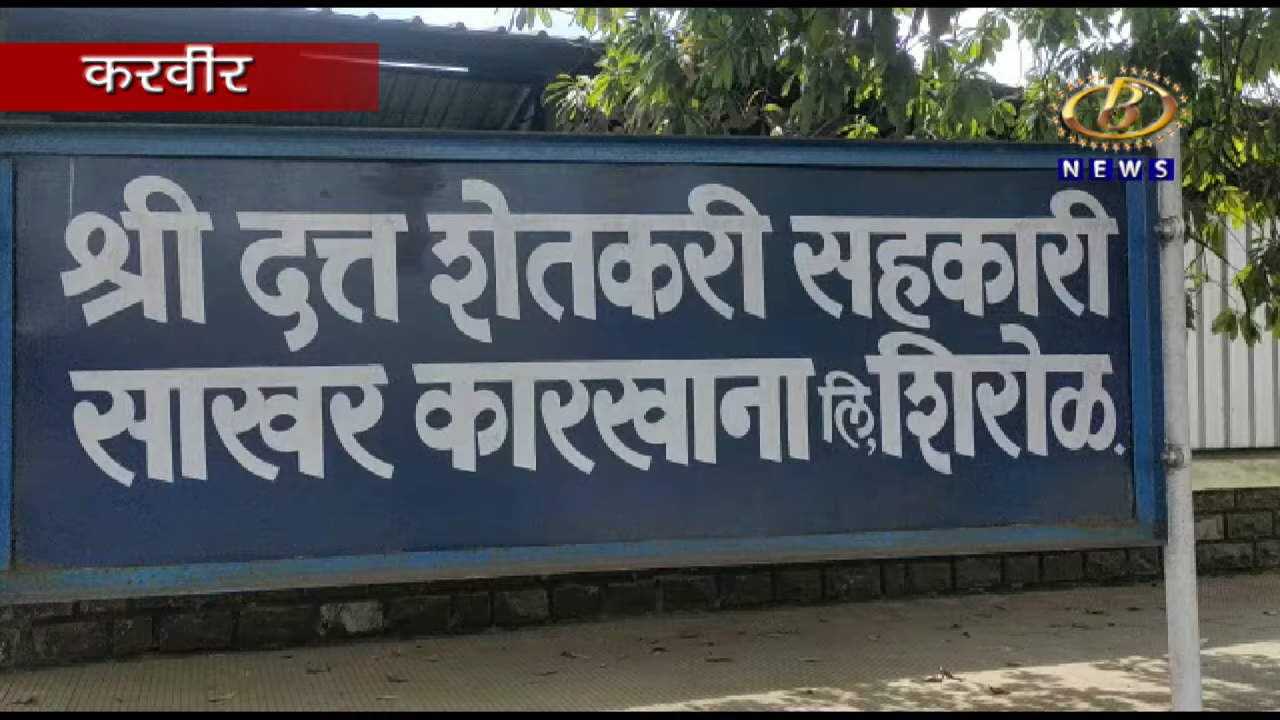 करवीर
B
NEWS
श्री दत्त शेतकरी सहकारी
साखर कारखाना लि, शिरोळ.